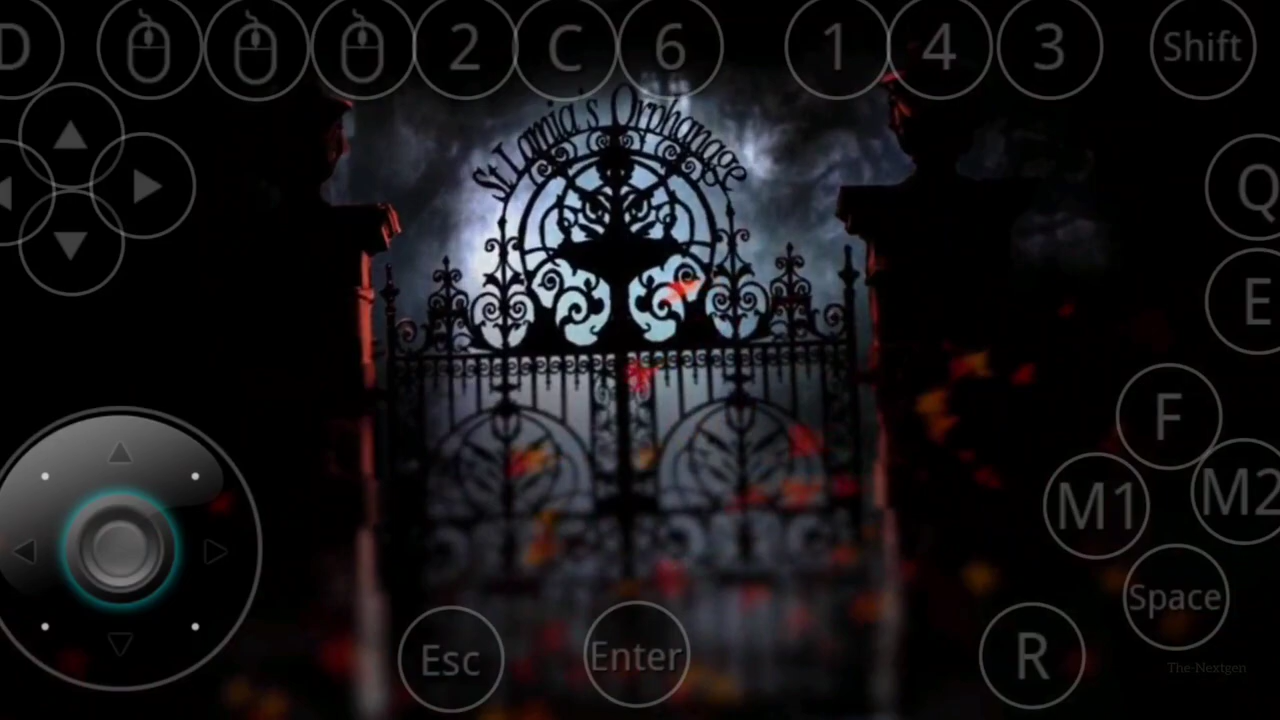 D 2 C 6 1 4 3 Shift
St. Lamia's Orphanage
Q
E
F
M1 M2
Space
Esc Enter R
The-Nextgen